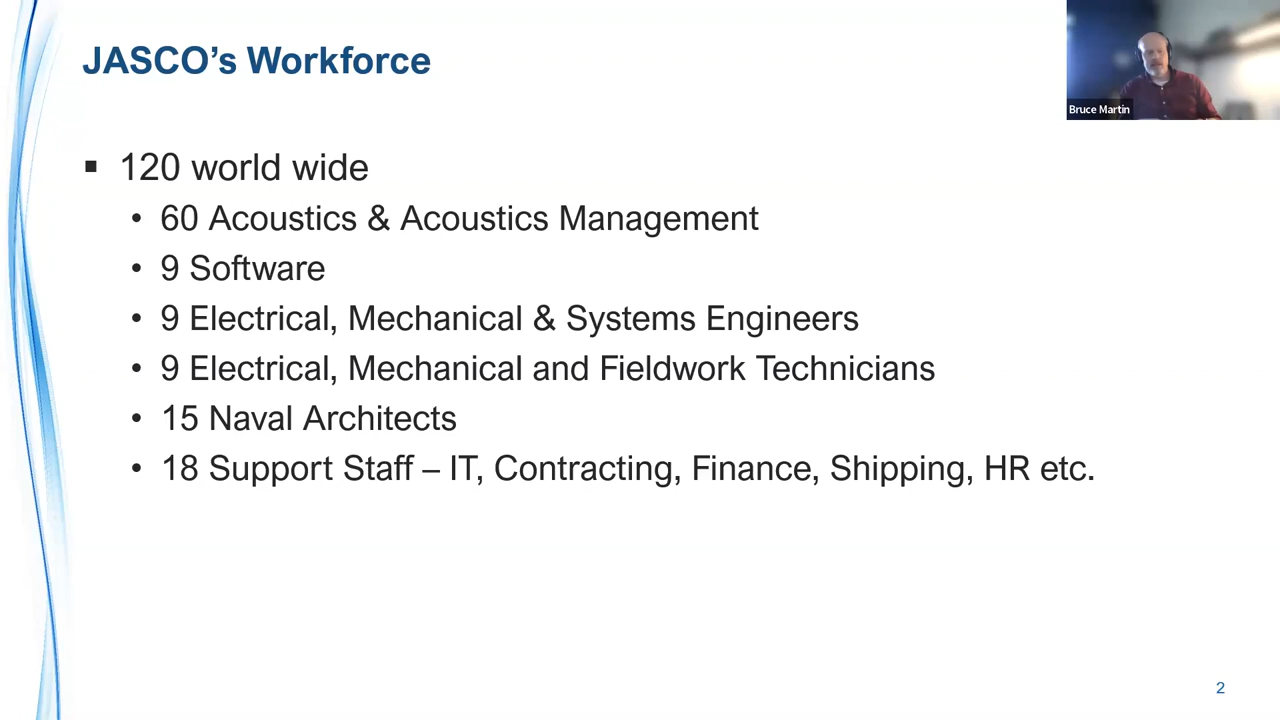 JASCO’s Workforce
Bruce Martin
▪ 120 world wide
• 60 Acoustics & Acoustics Management
• 9 Software
• 9 Electrical, Mechanical & Systems Engineers
• 9 Electrical, Mechanical and Fieldwork Technicians
• 15 Naval Architects
• 18 Support Staff – IT, Contracting, Finance, Shipping, HR etc.
2